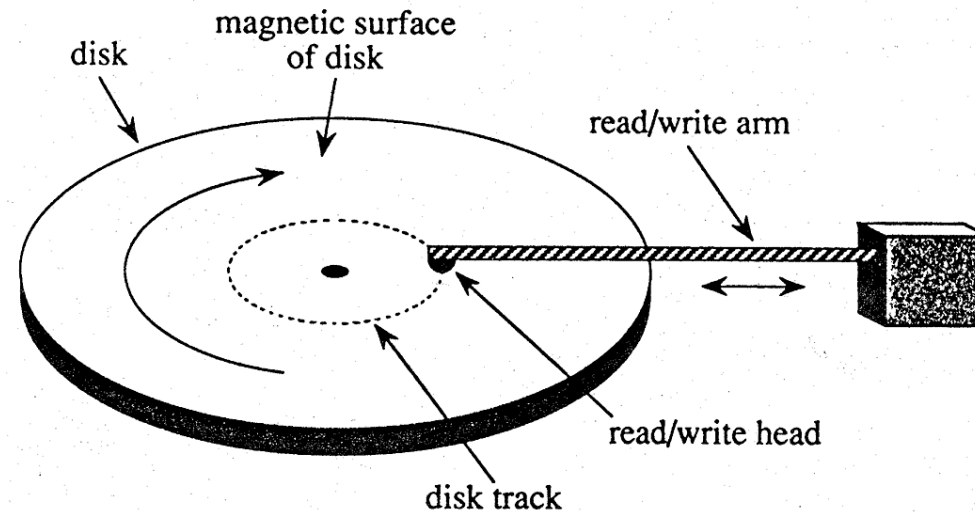 magnetic surface
of disk
disk
read/write arm
read/write head
disk track